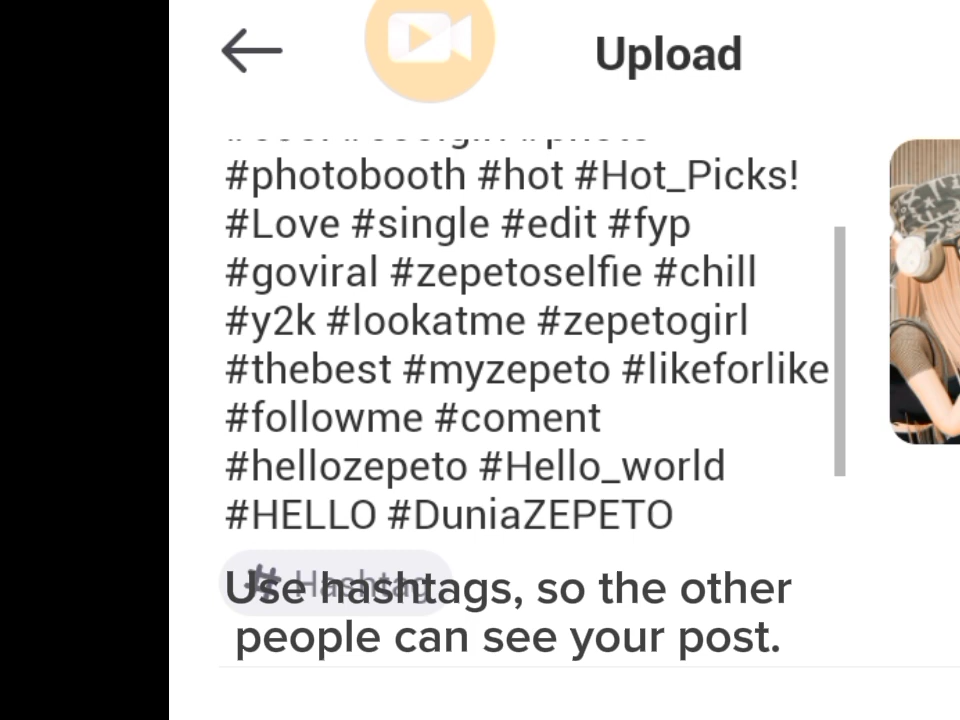 Upload
#photobooth #hot #Hot_Picks!
#Love #single #edit #fyp
#goviral #zepetoselfie #chill
#y2k #lookatme #zepetogirl
#thebest #myzepeto #likeforlike
#followme #coment
#hellozepeto #Hello_world
#HELLO #DuniaZEPETO
# Hashtag
Use hashtags, so the other
people can see your post.